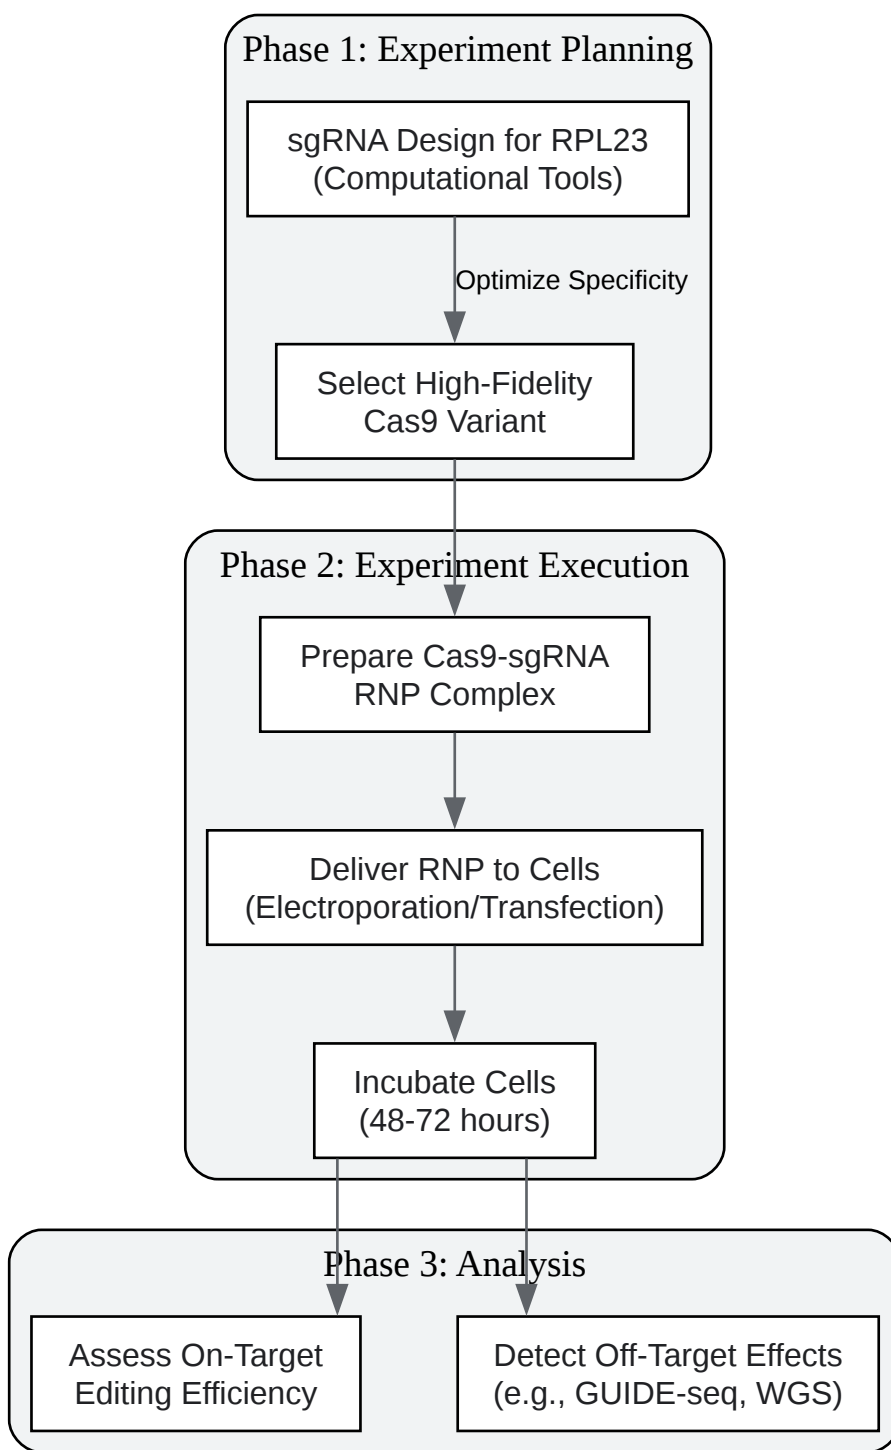 Phase 1: Experiment Planning
sgRNA Design for RPL23
(Computational Tools)
Optimize Specificity
Select High-Fidelity
Cas9 Variant
Phase 2: Experiment Execution
Prepare Cas9-sgRNA
RNP Complex
Deliver RNP to Cells
(Electroporation/Transfection)
Incubate Cells
(48-72 hours)
Phase 3: Analysis
Assess On-Target
Editing Efficiency
Detect Off-Target Effects
(e.g., GUIDE-seq, WGS)